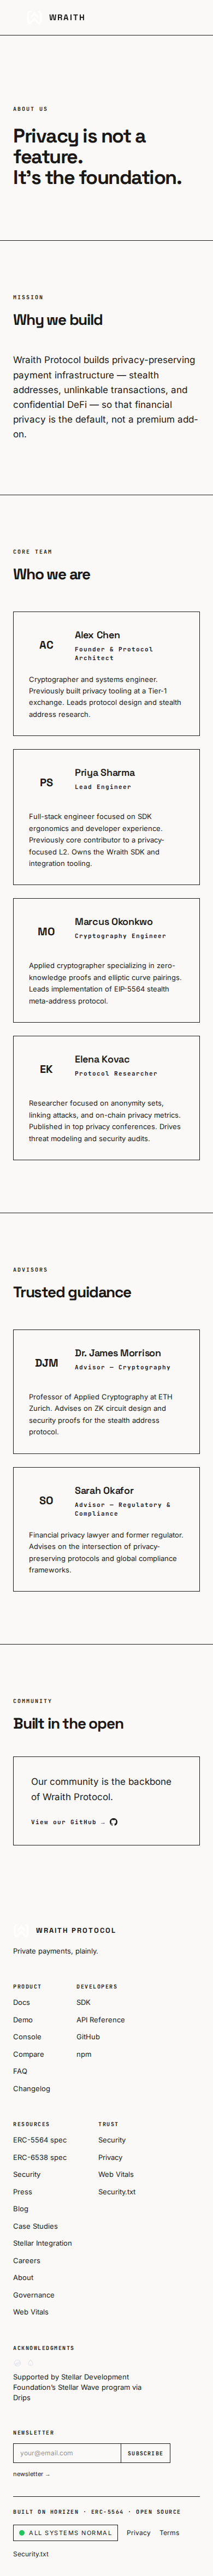 WRAITH
ABOUT US
Privacy is not a
feature.
It's the foundation.
MISSION
Why we build
Wraith Protocol builds privacy-preserving
payment infrastructure — stealth
addresses, unlinkable transactions, and
confidential DeFi — so that financial
privacy is the default, not a premium add-
on.
CORE TEAM
Who we are
AC
Alex Chen
Founder & Protocol
Architect
Cryptographer and systems engineer.
Previously built privacy tooling at a Tier-1
exchange. Leads protocol design and stealth
address research.
PS
Priya Sharma
Lead Engineer
Full-stack engineer focused on SDK
ergonomics and developer experience.
Previously core contributor to a privacy-
focused L2. Owns the Wraith SDK and
integration tooling.
MO
Marcus Okonkwo
Cryptography Engineer
Applied cryptographer specializing in zero-
knowledge proofs and elliptic curve pairings.
Leads implementation of EIP-5564 stealth
meta-address protocol.
EK
Elena Kovac
Protocol Researcher
Researcher focused on anonymity sets,
linking attacks, and on-chain privacy metrics.
Published in top privacy conferences. Drives
threat modeling and security audits.
ADVISORS
Trusted guidance
DJM
Dr. James Morrison
Advisor — Cryptography
Professor of Applied Cryptography at ETH
Zurich. Advises on ZK circuit design and
security proofs for the stealth address
protocol.
SO
Sarah Okafor
Advisor — Regulatory &
Compliance
Financial privacy lawyer and former regulator.
Advises on the intersection of privacy-
preserving protocols and global compliance
frameworks.
COMMUNITY
Built in the open
Our community is the backbone
of Wraith Protocol.
View our GitHub →
WRAITH PROTOCOL
Private payments, plainly.
PRODUCT
Docs
Demo
Console
Compare
FAQ
Changelog
DEVELOPERS
SDK
API Reference
GitHub
npm
RESOURCES
ERC-5564 spec
ERC-6538 spec
Security
Press
Blog
Case Studies
Stellar Integration
Careers
About
Governance
Web Vitals
TRUST
Security
Privacy
Web Vitals
Security.txt
ACKNOWLEDGMENTS
Supported by Stellar Development
Foundation's Stellar Wave program via
Drips
NEWSLETTER
your@email.com
SUBSCRIBE
newsletter →
BUILT ON HORIZEN · ERC-5564 · OPEN SOURCE
ALL SYSTEMS NORMAL
Privacy
Terms
Security.txt